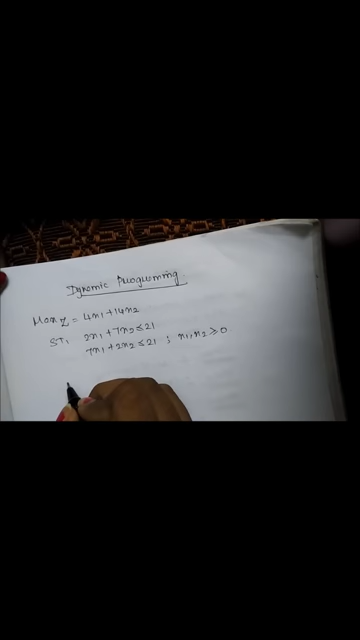 Dynamic Programming
Max Z = 4x1 + 14x2
ST, 2x1 + 7x2 ≤ 21
7x1 + 2x2 ≤ 21 ; x1, x2 ≥ 0